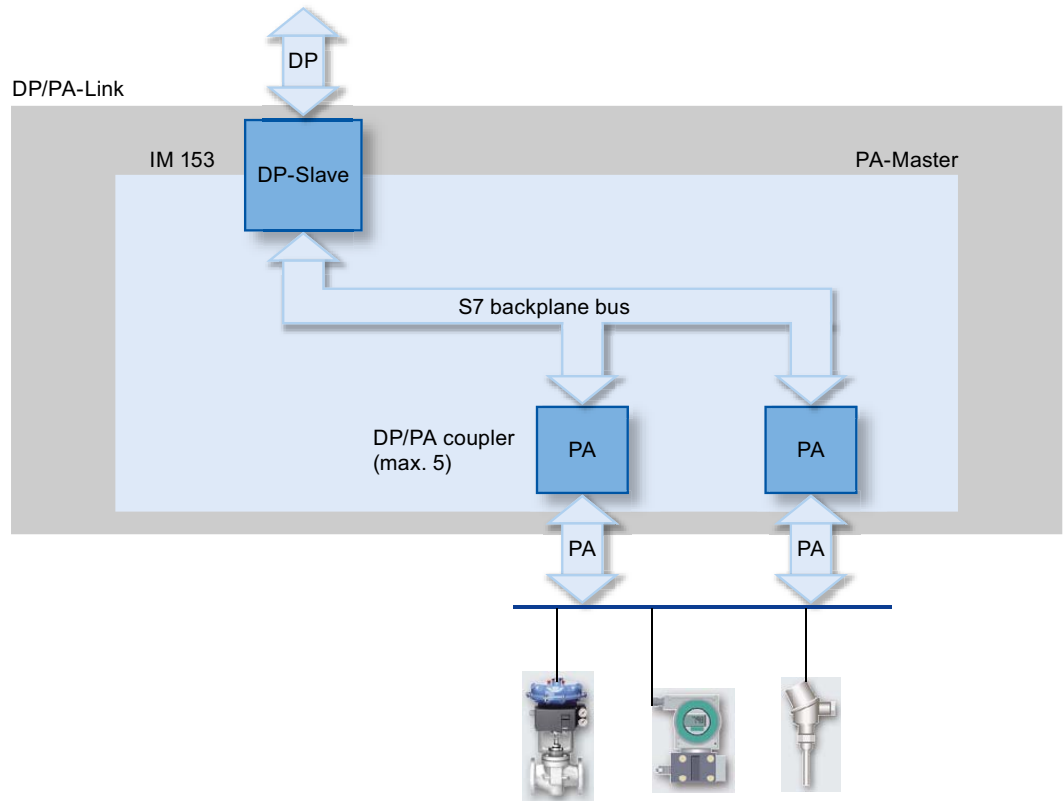 DP
DP/PA-Link
IM 153
DP-Slave
PA-Master
S7 backplane bus
DP/PA coupler
(max. 5)
PA
PA
PA
PA